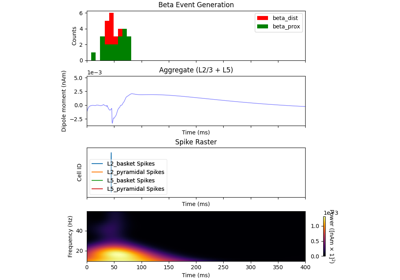 Beta Event Generation
6
4
2
0
Counts
beta_dist
beta_prox
Aggregate (L2/3 + L5)
1e−3
5.0
2.5
0.0
−2.5
Dipole moment (nAm)
Time (ms)
Spike Raster
Cell ID
L2_basket Spikes
L2_pyramidal Spikes
L5_basket Spikes
L5_pyramidal Spikes
Time (ms)
40
20
Frequency (Hz)
0
50
100
150
200
250
300
350
400
Time (ms)
1e−3
1.0
0.5
0.0